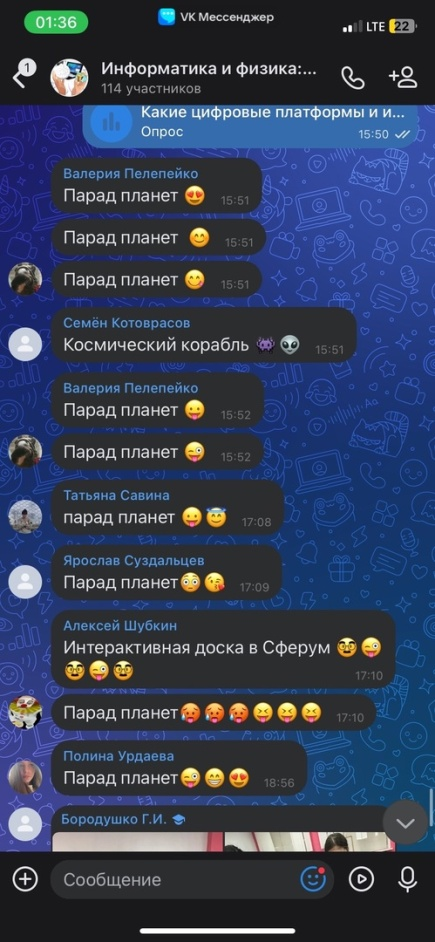 01:36
VK Мессенджер
LTE 22
1
Информатика и физика:...
114 участников
Какие цифровые платформы и и...
Опрос
15:50
Валерия Пелепейко
Парад планет 😍 15:51
Парад планет 😊 15:51
Парад планет 😋 15:51
Семён Котоврасов
Космический корабль 👾 👽 15:51
Валерия Пелепейко
Парад планет 😛 15:52
Парад планет 😜 15:52
Татьяна Савина
парад планет 😛😇 17:08
Ярослав Суздальцев
Парад планет😳😘 17:09
Алексей Шубкин
Интерактивная доска в Сферум 🥸😜
🥸😜🥸
17:10
Парад планет🥵🥵🥵😝😝😝 17:10
Полина Урдаева
Парад планет😜😁😍 18:56
Бородушко Г.И.
Сообщение